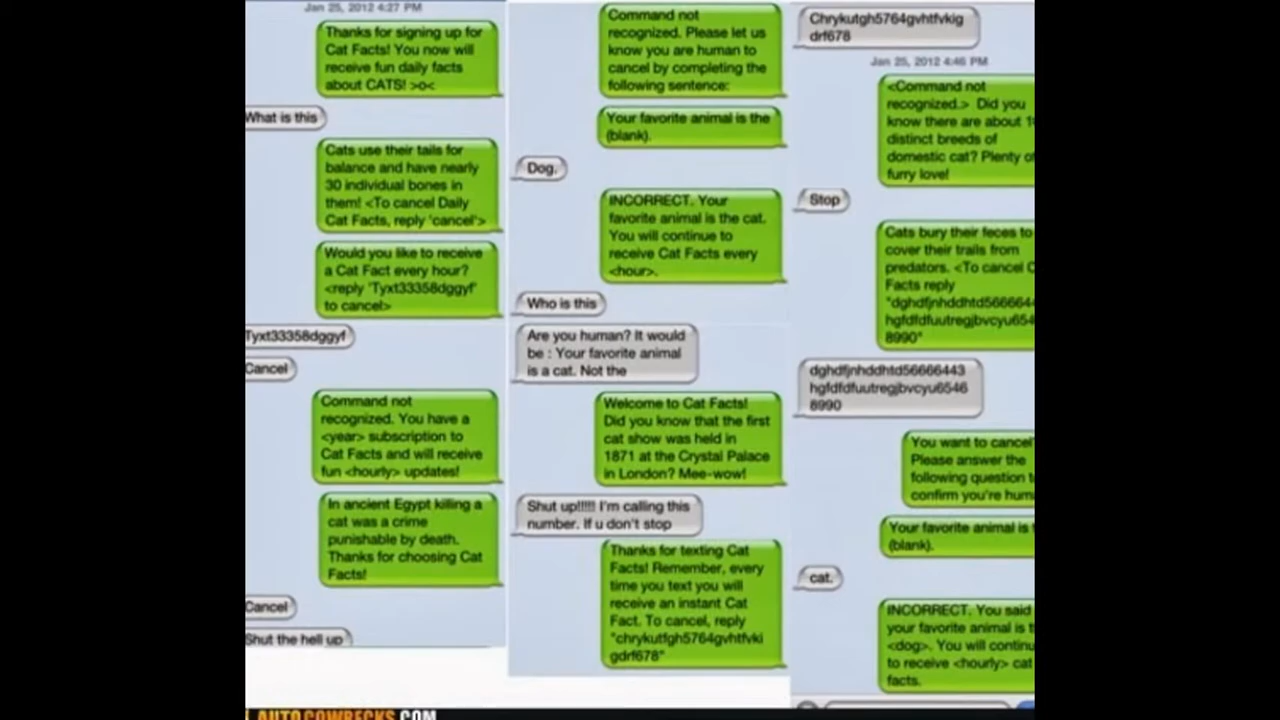 Jan 25, 2012 4:27 PM
Thanks for signing up for
Cat Facts! You now will
receive fun daily facts
about CATS! >o<
What is this
Cats use their tails for
balance and have nearly
30 individual bones in
them! <To cancel Daily
Cat Facts, reply 'cancel'>
Would you like to receive
a Cat Fact every hour?
<reply 'Tyxt33358dggyf'
to cancel>
Tyxt33358dggyf
Cancel
Command not
recognized. You have a
<year> subscription to
Cat Facts and will receive
fun <hourly> updates!
In ancient Egypt killing a
cat was a crime
punishable by death.
Thanks for choosing Cat
Facts!
Cancel
Shut the hell up
Command not
recognized. Please let us
know you are human to
cancel by completing the
following sentence:
Your favorite animal is the
(blank).
Dog.
INCORRECT. Your
favorite animal is the cat.
You will continue to
receive Cat Facts every
<hour>.
Who is this
Are you human? It would
be : Your favorite animal
is a cat. Not the
Welcome to Cat Facts!
Did you know that the first
cat show was held in
1871 at the Crystal Palace
in London? Mee-wow!
Shut up!!!!! I'm calling this
number. If u don't stop
Thanks for texting Cat
Facts! Remember, every
time you text you will
receive an instant Cat
Fact. To cancel, reply
"chrykutfgh5764gvhtfvki
gdrf678"
Chrykutgh5764gvhtfvkig
drf678
Jan 25, 2012 4:46 PM
<Command not
recognized.> Did you
know there are about 1
distinct breeds of
domestic cat? Plenty of
furry love!
Stop
Cats bury their feces to
cover their trails from
predators. <To cancel C
Facts reply
"dghdfjnhddhtd566664
hgfdfdfuutregjbvcyu654
8990"
dghdfjnhddhtd56666443
hgfdfdfuutregjbvcyu6546
8990
You want to cancel
Please answer the
following question t
confirm you're hum
Your favorite animal is
(blank).
cat.
INCORRECT. You said
your favorite animal is t
<dog>. You will continu
to receive <hourly> cat
facts.
AUTOCOWRECKS.COM